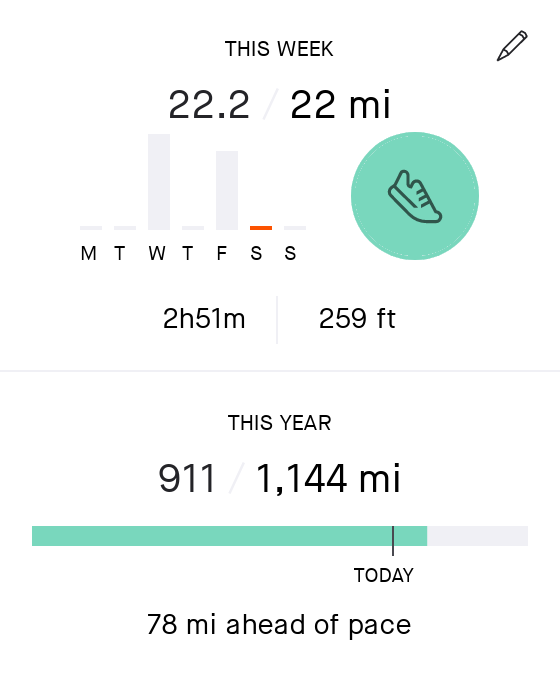 THIS WEEK
22.2 / 22 mi
M T W T F S S
2h51m 259 ft
THIS YEAR
911 / 1,144 mi
TODAY
78 mi ahead of pace